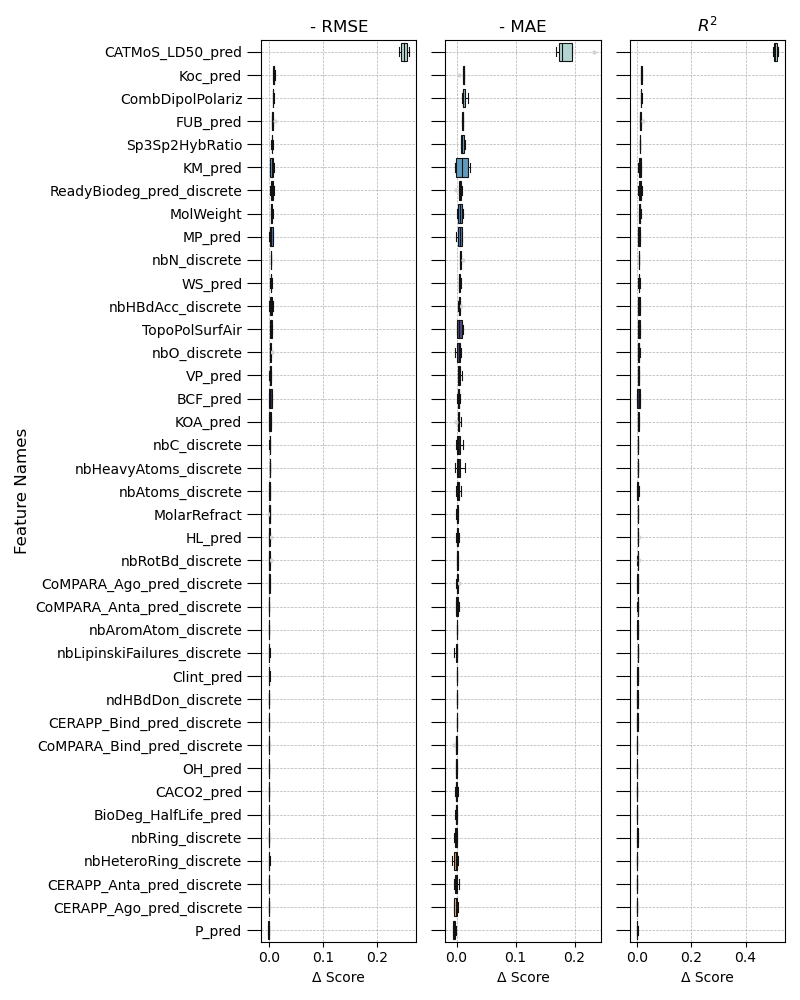 - RMSE
- MAE
R²
Feature Names
CATMoS_LD50_pred
Koc_pred
CombDipolPolariz
FUB_pred
Sp3Sp2HybRatio
KM_pred
ReadyBiodeg_pred_discrete
MolWeight
MP_pred
nbN_discrete
WS_pred
nbHBdAcc_discrete
TopoPolSurfAir
nbO_discrete
VP_pred
BCF_pred
KOA_pred
nbC_discrete
nbHeavyAtoms_discrete
nbAtoms_discrete
MolarRefract
HL_pred
nbRotBd_discrete
CoMPARA_Ago_pred_discrete
CoMPARA_Anta_pred_discrete
nbAromAtom_discrete
nbLipinskiFailures_discrete
Clint_pred
ndHBdDon_discrete
CERAPP_Bind_pred_discrete
CoMPARA_Bind_pred_discrete
OH_pred
CACO2_pred
BioDeg_HalfLife_pred
nbRing_discrete
nbHeteroRing_discrete
CERAPP_Anta_pred_discrete
CERAPP_Ago_pred_discrete
P_pred
0.0 0.1 0.2
0.0 0.1 0.2
0.0 0.2 0.4
Δ Score
Δ Score
Δ Score